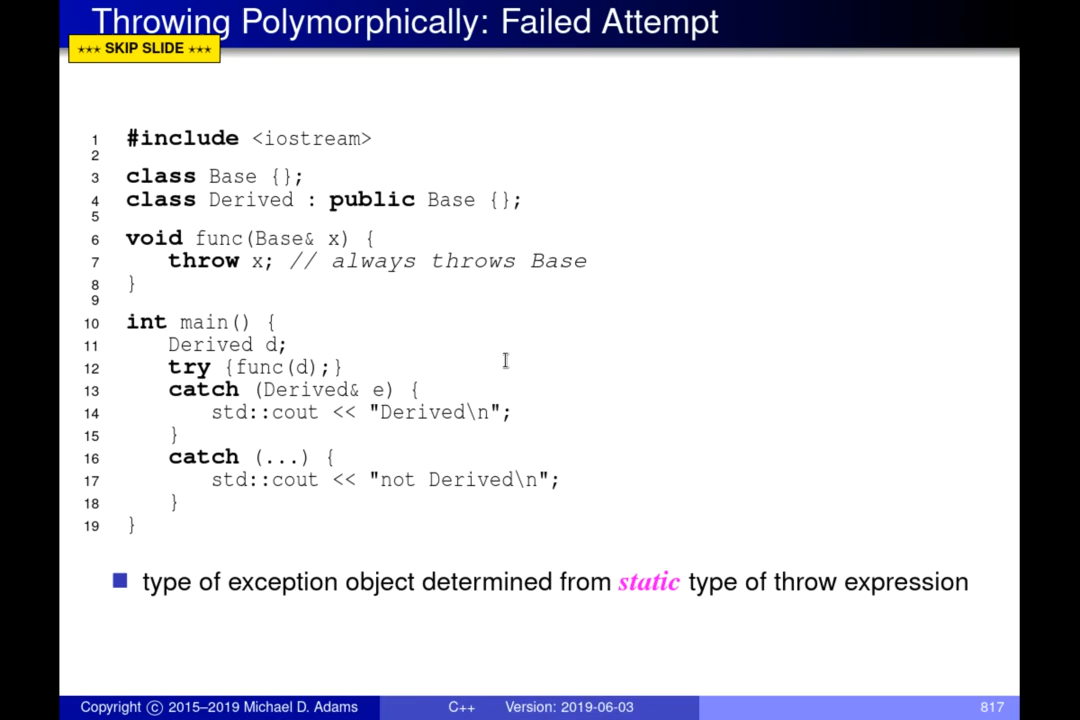 Throwing Polymorphically: Failed Attempt
⋆⋆⋆ SKIP SLIDE ⋆⋆⋆
1 #include <iostream>
2
3 class Base {};
4 class Derived : public Base {};
5
6 void func(Base& x) {
7 throw x; // always throws Base
8 }
9
10 int main() {
11 Derived d;
12 try {func(d);}
13 catch (Derived& e) {
14 std::cout << "Derived\n";
15 }
16 catch (...) {
17 std::cout << "not Derived\n";
18 }
19 }
type of exception object determined from static type of throw expression
Copyright © 2015–2019 Michael D. Adams C++ Version: 2019-06-03 817